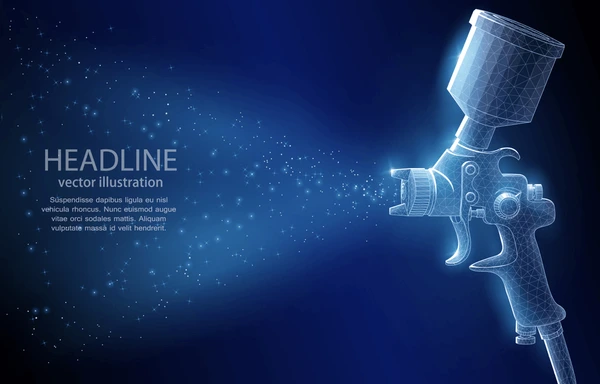 HEADLINE
vector illustration
Suspendisse dapibus ligula eu nisl
vehicula rhoncus. Nunc euismod augue
vitae orci sodales mattis. Aliquam
vulputate massa id velit hendrerit.